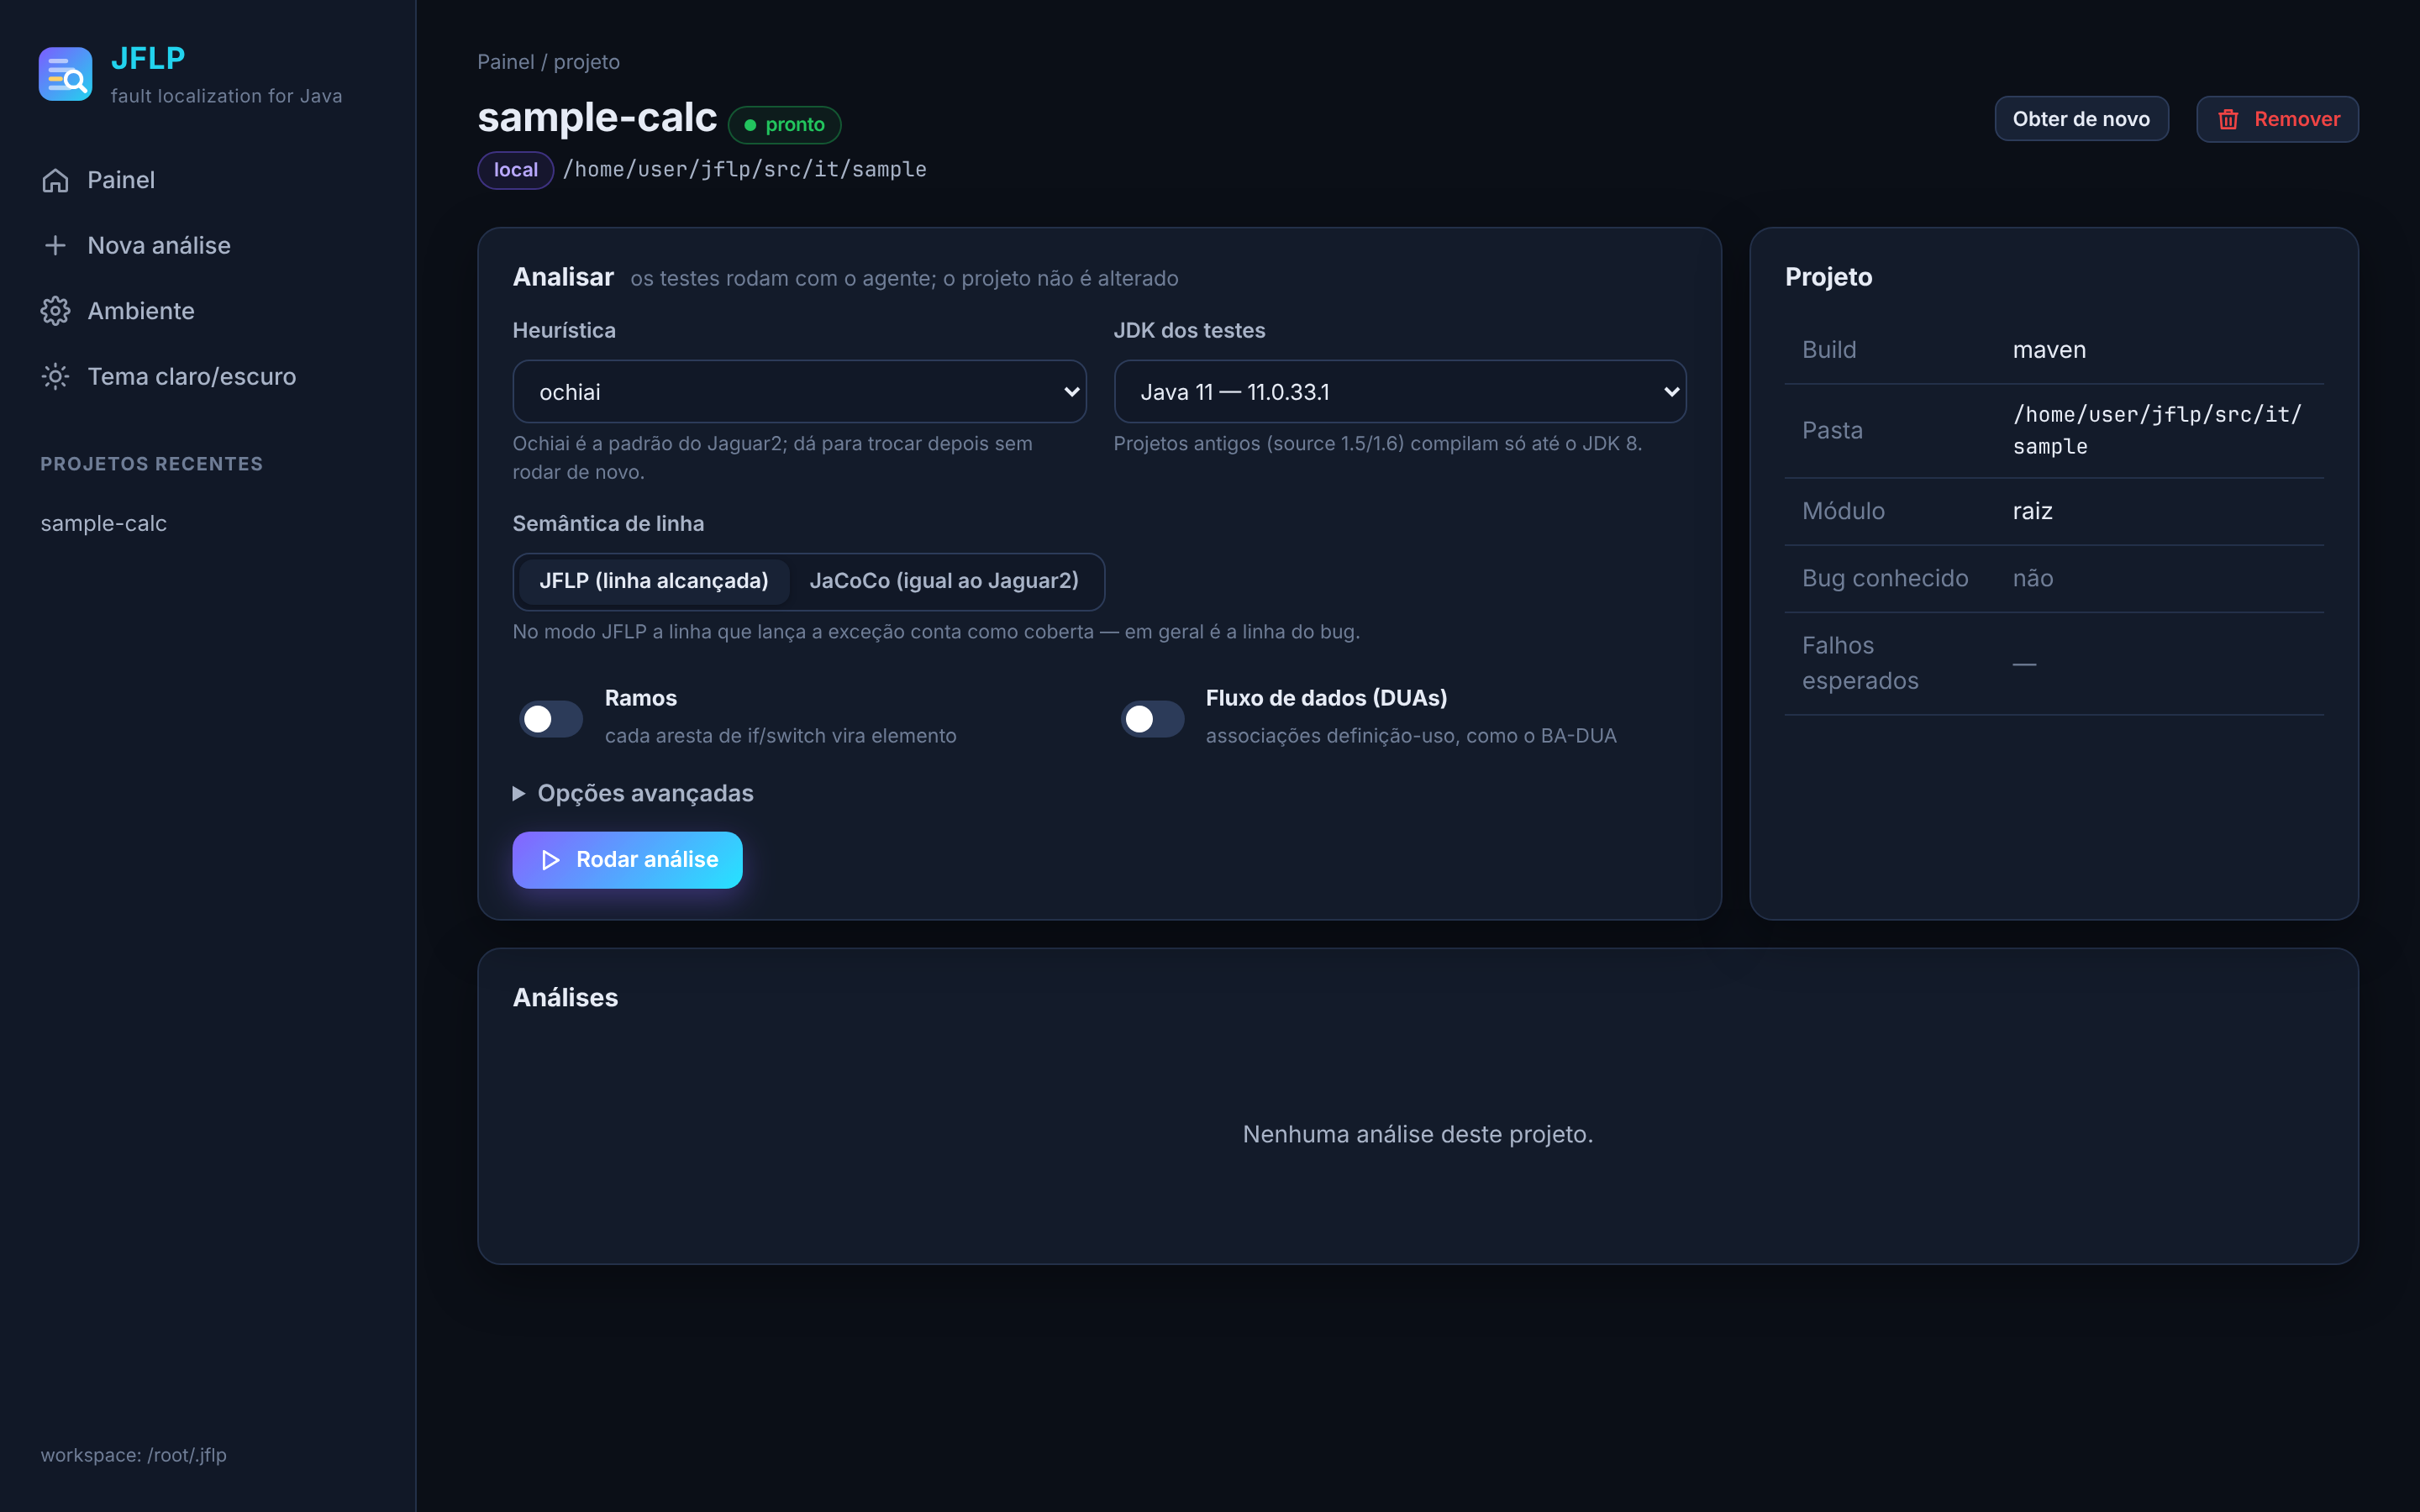 JFLP
fault localization for Java
Painel
Nova análise
Ambiente
Tema claro/escuro
PROJETOS RECENTES
sample-calc
workspace: /root/.jflp
Painel / projeto
sample-calc
pronto
local /home/user/jflp/src/it/sample
Obter de novo
Remover
Analisar os testes rodam com o agente; o projeto não é alterado
Heurística
ochiai
Ochiai é a padrão do Jaguar2; dá para trocar depois sem
rodar de novo.
JDK dos testes
Java 11 — 11.0.33.1
Projetos antigos (source 1.5/1.6) compilam só até o JDK 8.
Semântica de linha
JFLP (linha alcançada) JaCoCo (igual ao Jaguar2)
No modo JFLP a linha que lança a exceção conta como coberta — em geral é a linha do bug.
Ramos
cada aresta de if/switch vira elemento
Fluxo de dados (DUAs)
associações definição-uso, como o BA-DUA
Opções avançadas
Rodar análise
Projeto
Build maven
Pasta /home/user/jflp/src/it/
sample
Módulo raiz
Bug conhecido não
Falhos
esperados —
Análises
Nenhuma análise deste projeto.